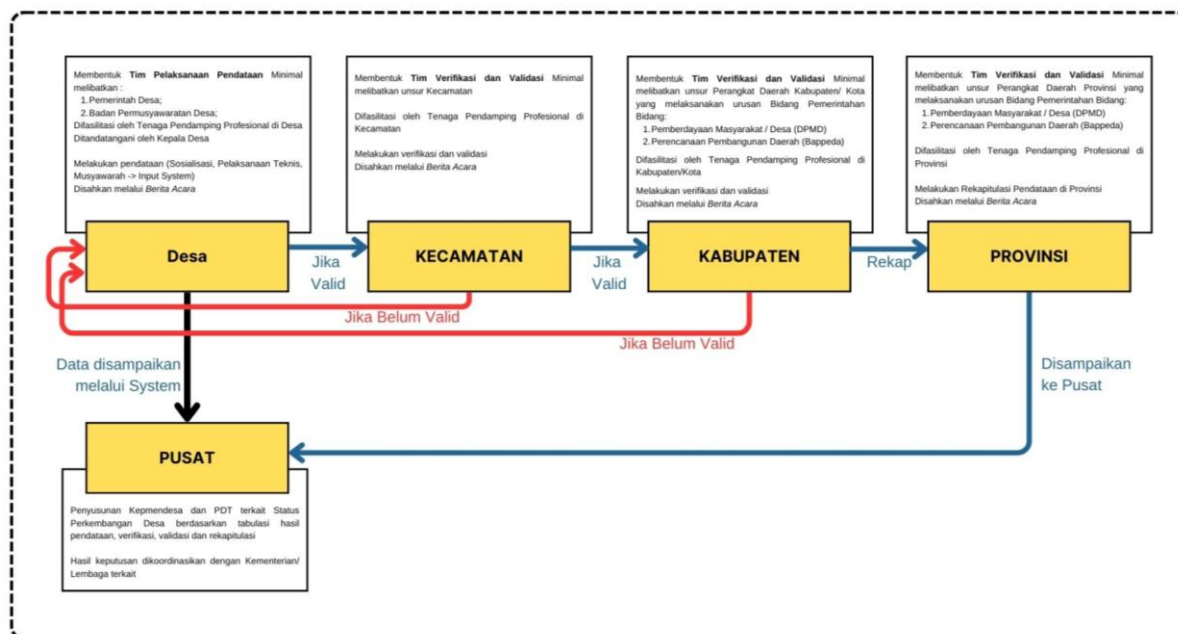 Membentuk Tim Pelaksanaan Pendataan Minimal
melibatkan :
1.Pemerintah Desa;
2.Badan Permusyawaratan Desa;
Difasilitasi oleh Tenaga Pendamping Profesional di Desa
Ditandatangani oleh Kepala Desa
Melakukan pendataan (Sosialisasi, Pelaksanaan Teknis,
Musyawarah -> Input System)
Disahkan melalui Berita Acara
Membentuk Tim Verifikasi dan Validasi Minimal
melibatkan unsur Kecamatan
Difasilitasi oleh Tenaga Pendamping Profesional di
Kecamatan
Melakukan verifikasi dan validasi
Disahkan melalui Berita Acara
Membentuk Tim Verifikasi dan Validasi Minimal
melibatkan unsur Perangkat Daerah Kabupaten/ Kota
yang melaksanakan urusan Bidang Pemerintahan
Bidang:
1.Pemberdayaan Masyarakat / Desa (DPMD)
2.Perencanaan Pembangunan Daerah (Bappeda)
Difasilitasi oleh Tenaga Pendamping Profesional di
Kabupaten/Kota
Melakukan verifikasi dan validasi
Disahkan melalui Berita Acara
Membentuk Tim Verifikasi dan Validasi Minimal
melibatkan unsur Perangkat Daerah Provinsi yang
melaksanakan urusan Bidang Pemerintahan Bidang:
1.Pemberdayaan Masyarakat / Desa (DPMD)
2.Perencanaan Pembangunan Daerah (Bappeda)
Difasilitasi oleh Tenaga Pendamping Profesional di
Provinsi
Melakukan Rekapitulasi Pendataan di Provinsi
Disahkan melalui Berita Acara
Desa
Jika
Valid
KECAMATAN
Jika
Valid
KABUPATEN
Rekap
PROVINSI
Jika Belum Valid
Jika Belum Valid
Data disampaikan
melalui System
Disampaikan
ke Pusat
PUSAT
Penyusunan Kepmendesa dan PDT terkait Status
Perkembangan Desa berdasarkan tabulasi hasil
pendataan, verifikasi, validasi dan rekapitulasi
Hasil keputusan dikoordinasikan dengan Kementerian/
Lembaga terkait